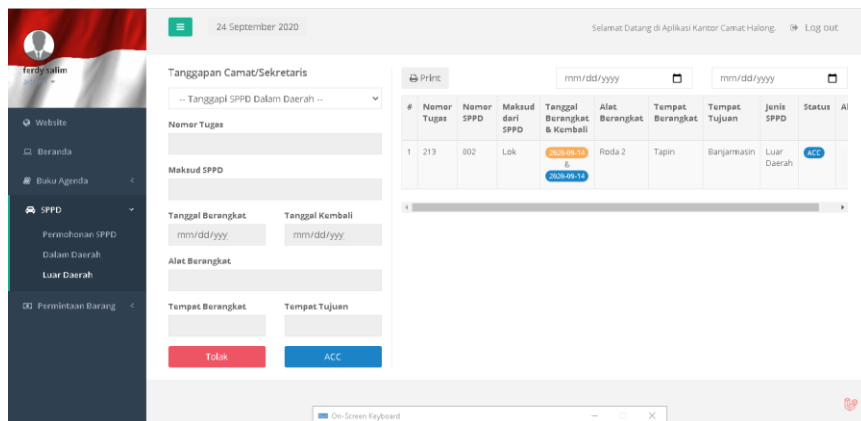 24 September 2020
Selamat Datang di Aplikasi Kantor Camat Halong.
Log out
ferdy salim
Website
Beranda
Buku Agenda
SPPD
Permohonan SPPD
Dalam Daerah
Luar Daerah
Permintaan Barang
Tanggapan Camat/Sekretaris
-- Tanggapi SPPD Dalam Daerah --
Nomor Tugas
Maksud SPPD
Tanggal Berangkat Tanggal Kembali
mm/dd/yyy mm/dd/yyy
Alat Berangkat
Tempat Berangkat Tempat Tujuan
Tolak ACC
Print mm/dd/yyyy mm/dd/yyyy
# Nomor Tugas Nomor SPPD Maksud dari SPPD Tanggal Berangkat & Kembali Alat Berangkat Tempat Berangkat Tempat Tujuan Jenis SPPD Status Al
1 213 002 Lok 2020-09-14 & 2020-09-14 Roda 2 Tapin Banjarmasin Luar Daerah ACC
On-Screen Keyboard